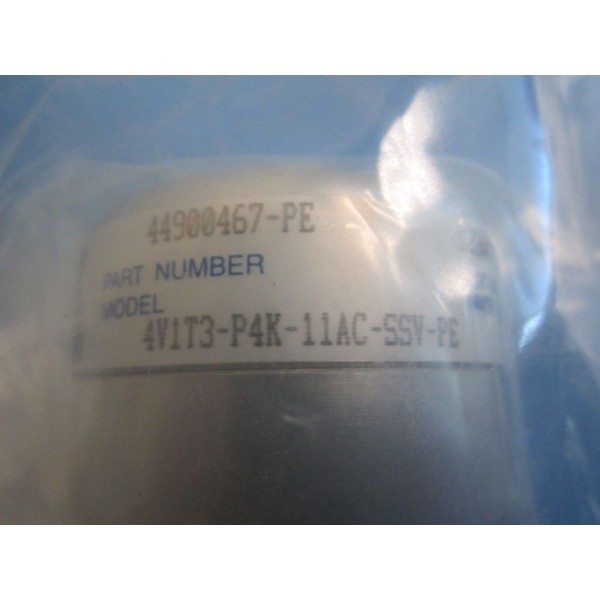 44900467-PE
PART NUMBER
MODEL
4V1T3-P4K-11AC-SSV-PE